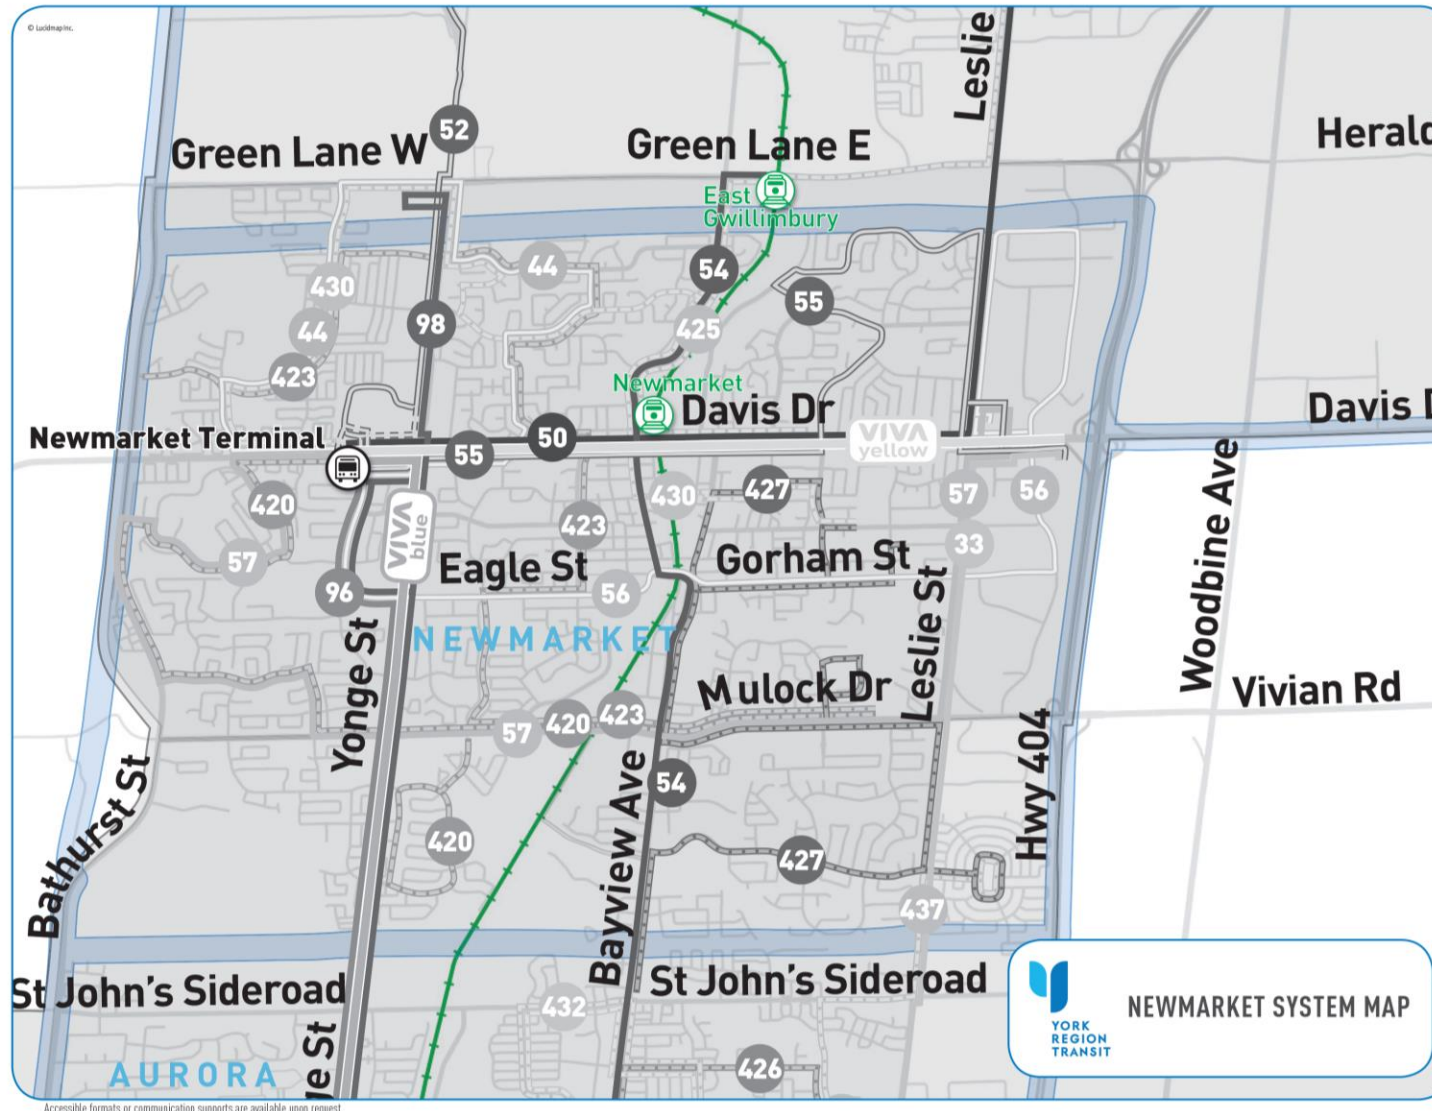 © Lucidmap Inc.
Leslie
52
Green Lane W
Green Lane E
Herald
East
Gwillimbury
44
54
430
55
98
44
425
423
Newmarket
Davis Dr
Davis D
Newmarket Terminal
50
VIVA
yellow
55
420
VIVA
blue
430
427
57
56
423
33
57
Eagle St
Gorham St
96
56
Leslie St
Woodbine Ave
NEWMARKET
Yonge St
Mulock Dr
Vivian Rd
57
420
423
Bathurst St
54
Hwy 404
420
Bayview Ave
427
437
St John's Sideroad
St John's Sideroad
432
ge St
AURORA
426
YORK
REGION
TRANSIT
NEWMARKET SYSTEM MAP
Accessible formats or communication supports are available upon request